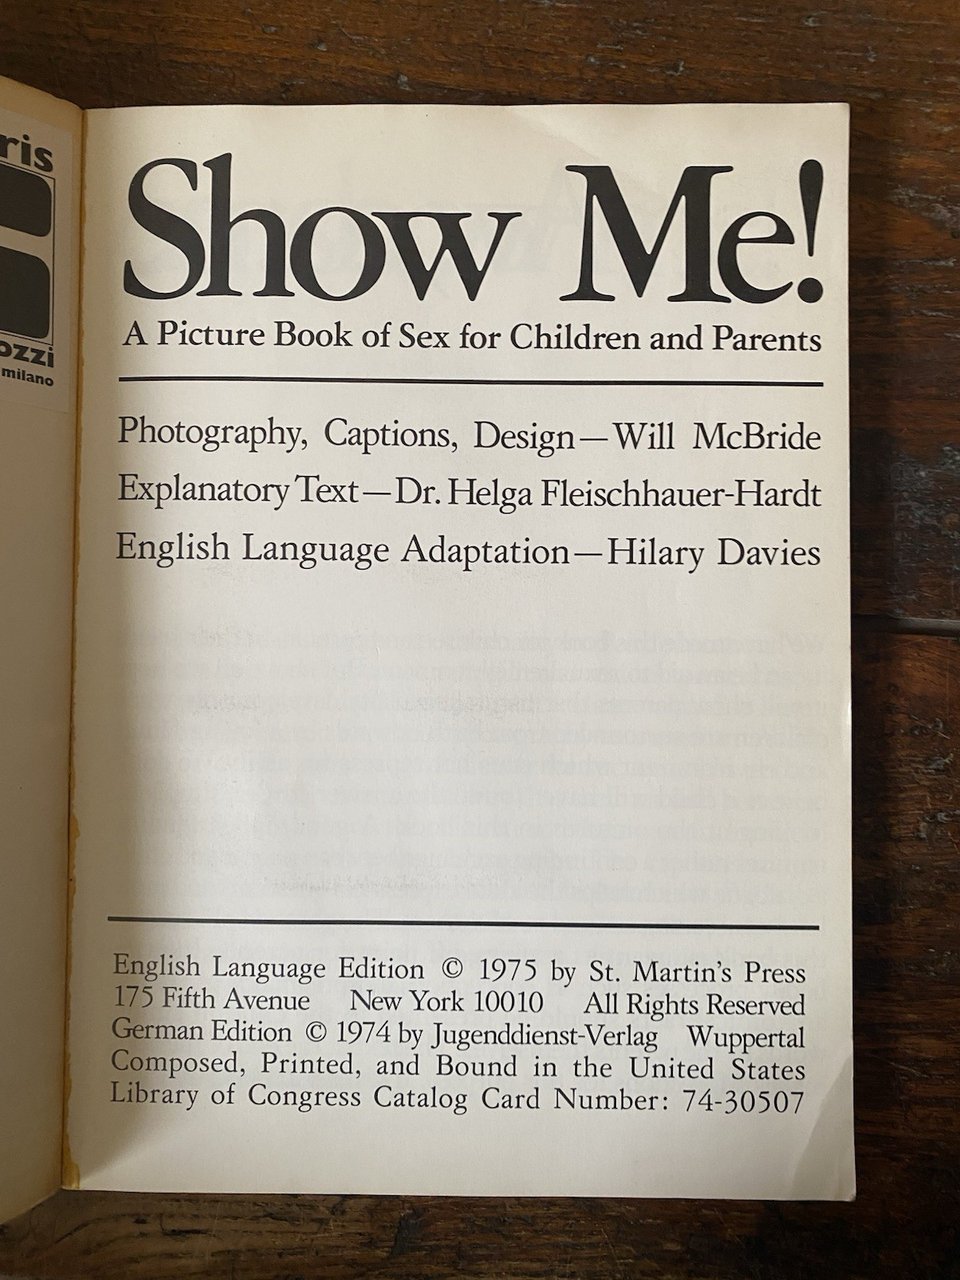 ris
ozzi
milano
Show Me!
A Picture Book of Sex for Children and Parents
Photography, Captions, Design—Will McBride
Explanatory Text—Dr. Helga Fleischhauer-Hardt
English Language Adaptation—Hilary Davies
English Language Edition © 1975 by St. Martin's Press
175 Fifth Avenue New York 10010 All Rights Reserved
German Edition © 1974 by Jugenddienst-Verlag Wuppertal
Composed, Printed, and Bound in the United States
Library of Congress Catalog Card Number: 74-30507